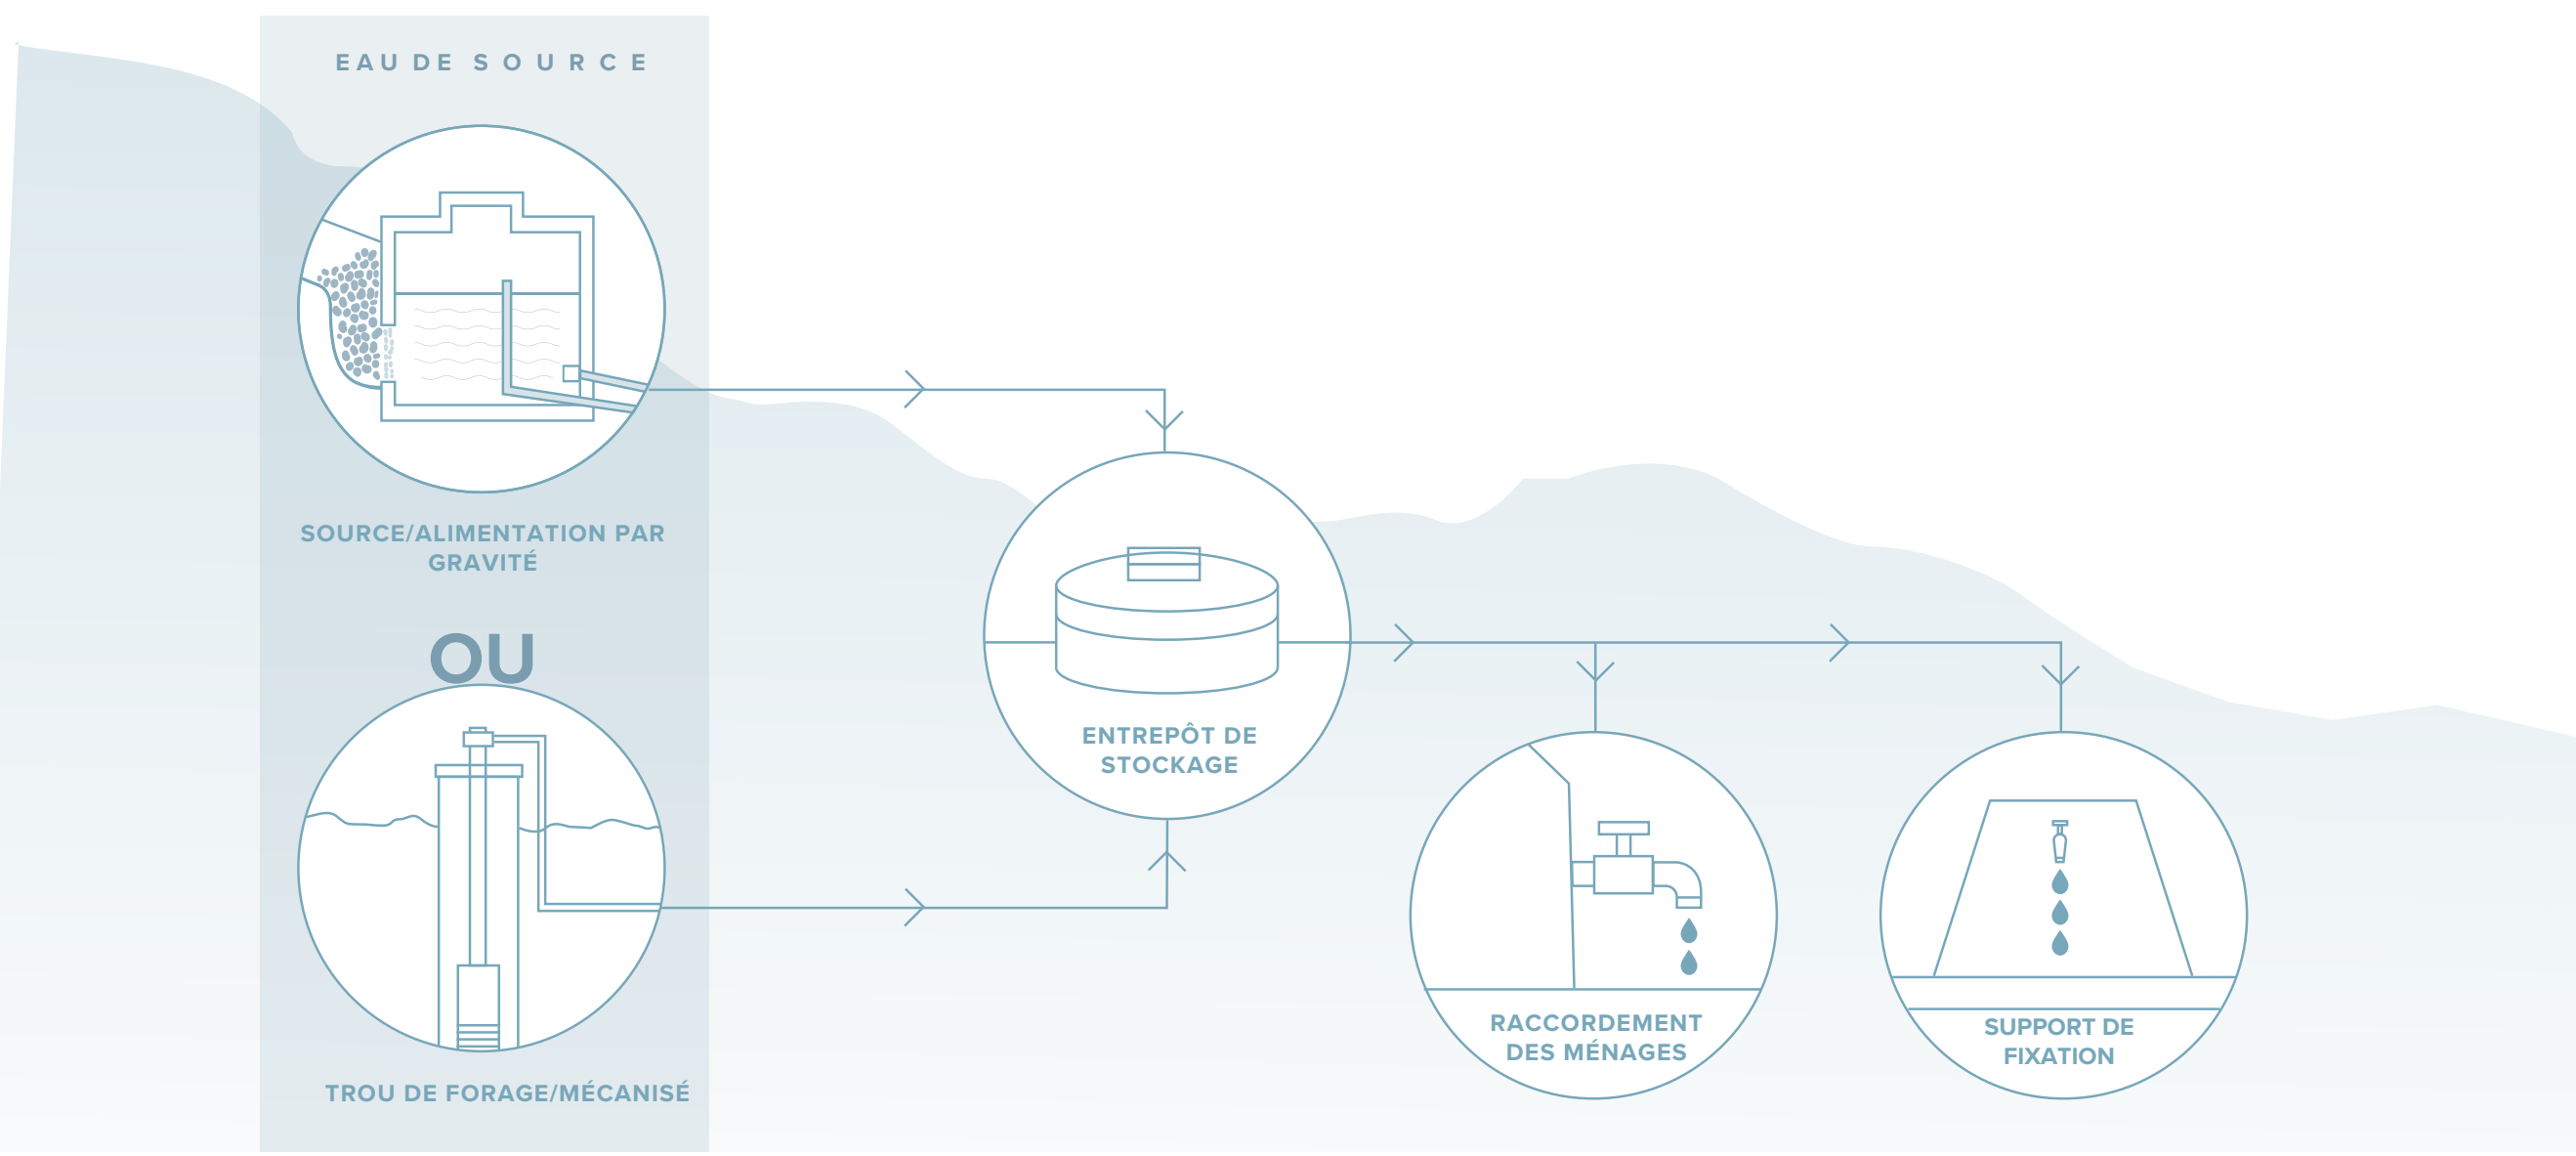 EAU DE SOURCE
SOURCE/ALIMENTATION PAR
GRAVITÉ
OU
TROU DE FORAGE/MÉCANISÉ
ENTREPÔT DE
STOCKAGE
RACCORDEMENT
DES MÉNAGES
SUPPORT DE
FIXATION